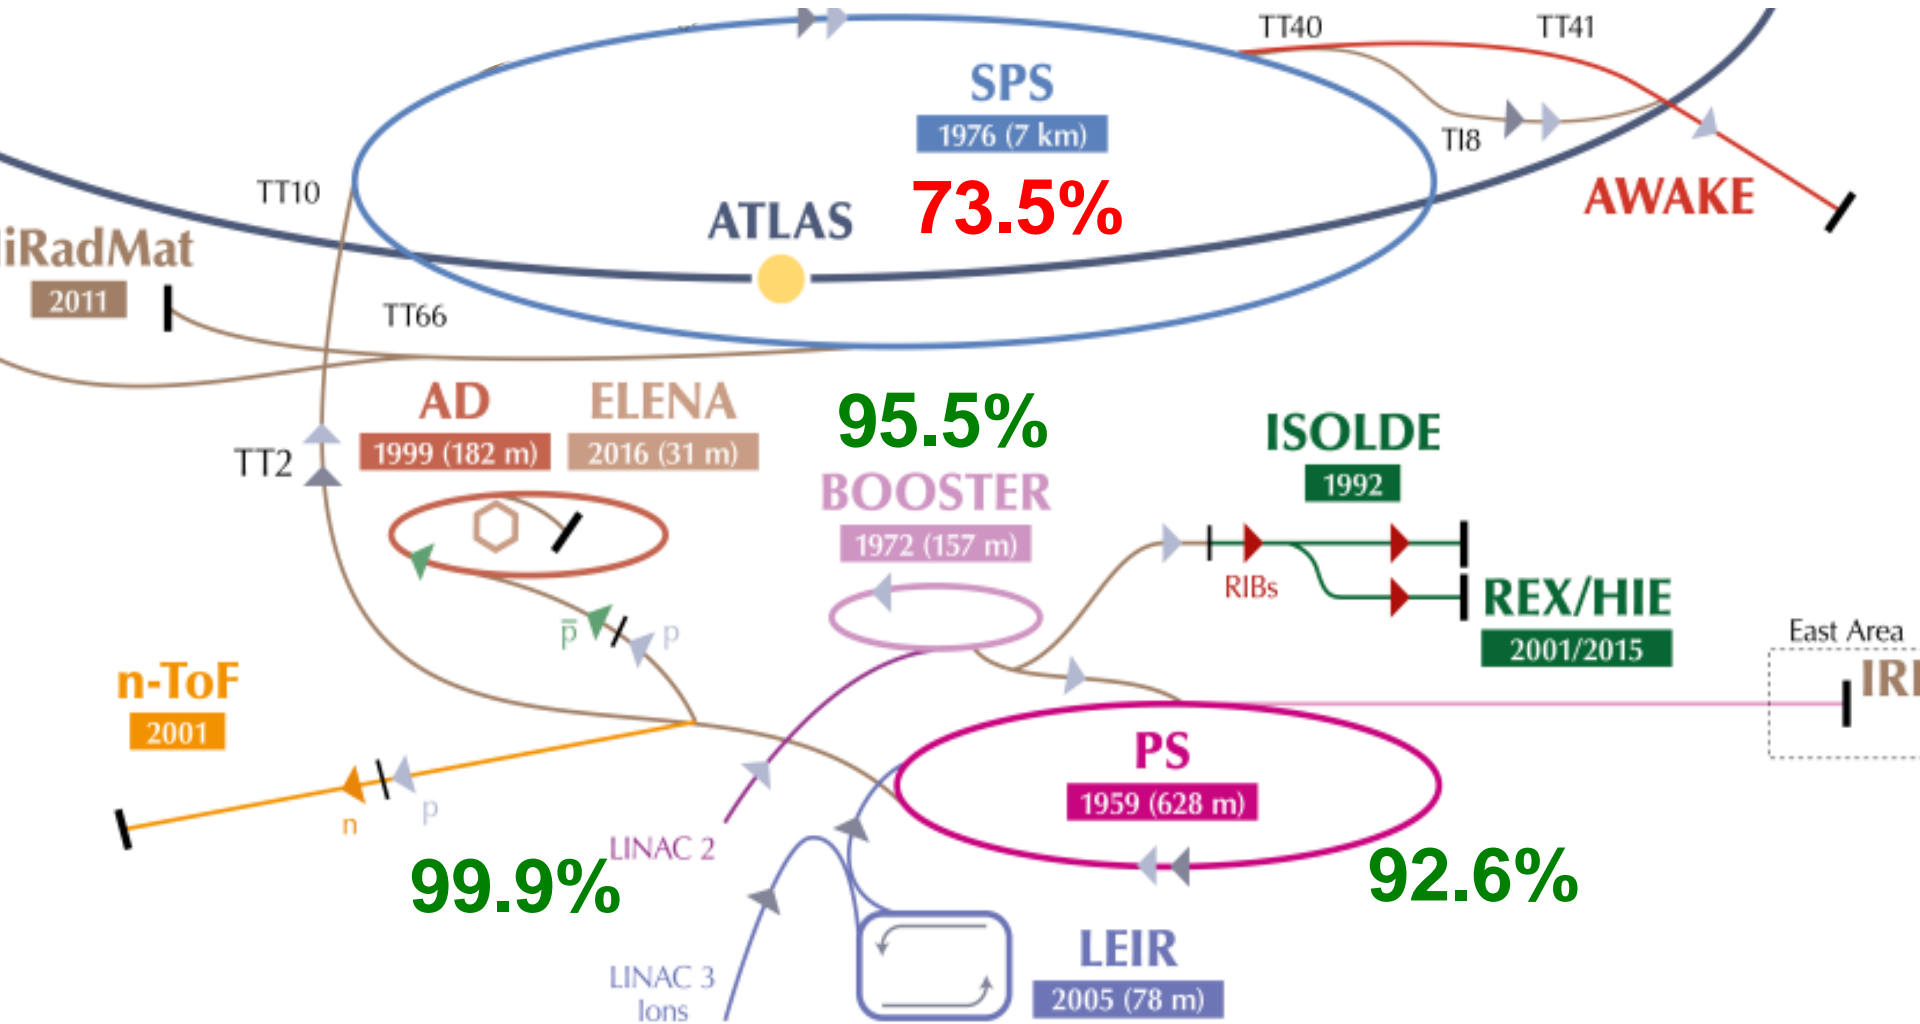 TT40
TT41
SPS
1976 (7 km)
TI8
TT10
73.5%
AWAKE
ATLAS
iRadMat
2011
TT66
AD
ELENA
1999 (182 m)
2016 (31 m)
95.5%
ISOLDE
1992
TT2
BOOSTER
1972 (157 m)
RIBs
REX/HIE
2001/2015
p̅
p
East Area
IRI
n-ToF
2001
PS
1959 (628 m)
n
p
LINAC 2
99.9%
92.6%
LEIR
2005 (78 m)
LINAC 3
Ions